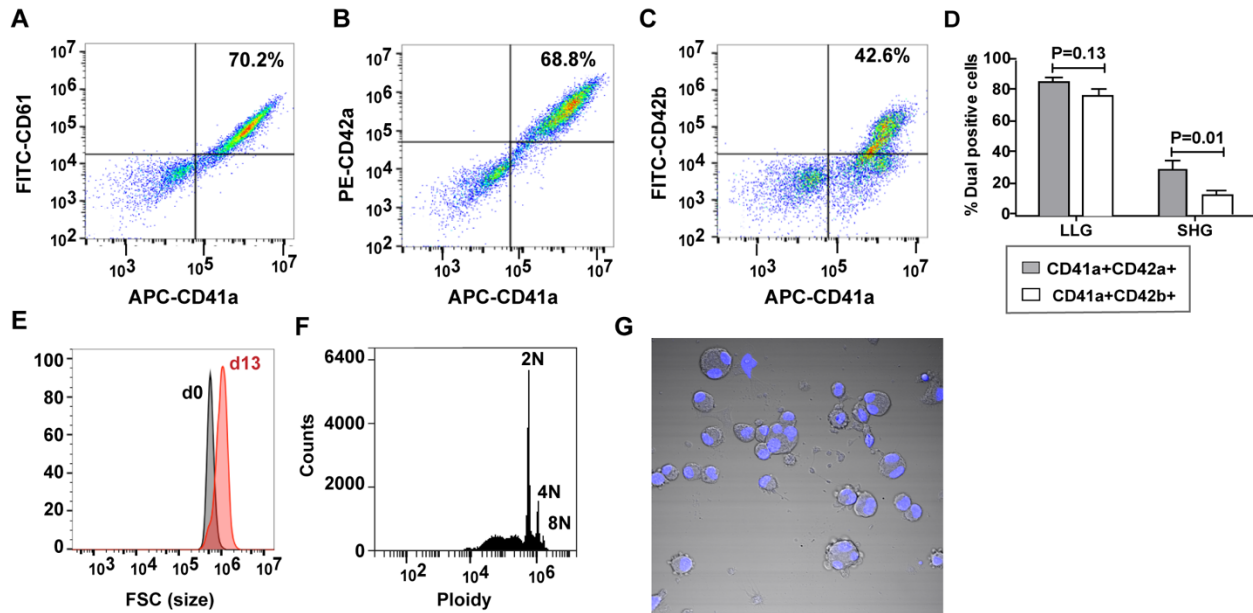 A
FITC-CD61
10⁷
10⁶
10⁵
10⁴
10³
10²
70.2%
10³ 10⁵ 10⁷
APC-CD41a
B
PE-CD42a
10⁷
10⁶
10⁵
10⁴
10³
10²
68.8%
10³ 10⁵ 10⁷
APC-CD41a
C
FITC-CD42b
10⁷
10⁶
10⁵
10⁴
10³
10²
42.6%
10³ 10⁵ 10⁷
APC-CD41a
D
% Dual positive cells
100
80
60
40
20
0
P=0.13
P=0.01
LLG SHG
CD41a+CD42a+
CD41a+CD42b+
E
100
80
60
40
20
0
d0
d13
10³ 10⁴ 10⁵ 10⁶ 10⁷
FSC (size)
F
Counts
6400
4000
2000
0
2N
4N
8N
10² 10⁴ 10⁶
Ploidy
G